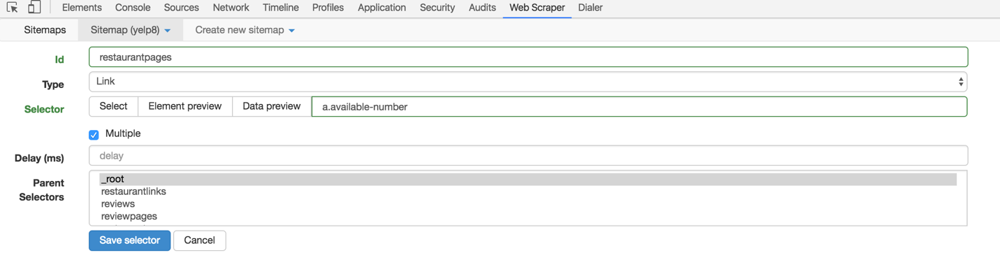 Elements Console Sources Network Timeline Profiles Application Security Audits Web Scraper Dialer
Sitemaps Sitemap (yelp8) Create new sitemap
Id restaurantpages
Type Link
Selector Select Element preview Data preview a.available-number
Multiple
Delay (ms) delay
Parent Selectors _root
restaurantlinks
reviews
reviewpages
Save selector Cancel